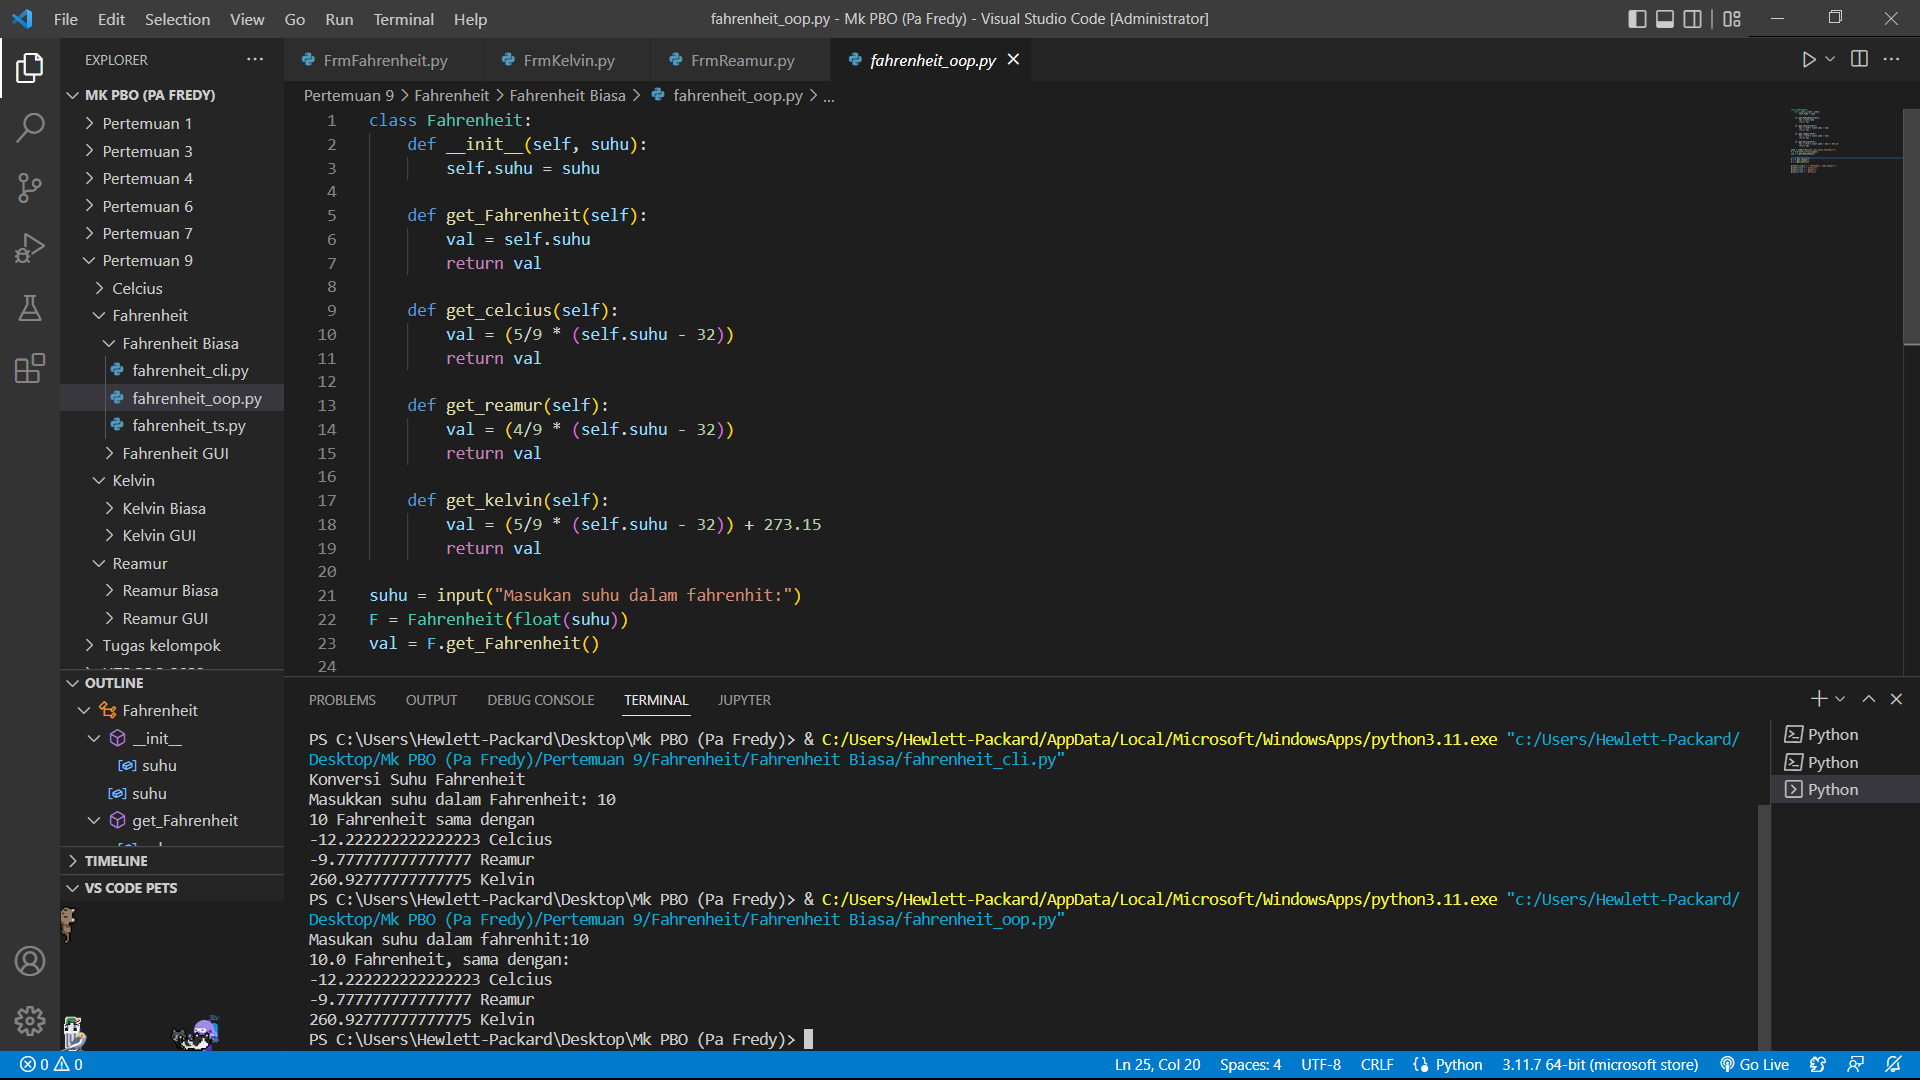 File Edit Selection View Go Run Terminal Help
fahrenheit_oop.py - Mk PBO (Pa Fredy) - Visual Studio Code [Administrator]
EXPLORER
MK PBO (PA FREDY)
Pertemuan 1
Pertemuan 3
Pertemuan 4
Pertemuan 6
Pertemuan 7
Pertemuan 9
Celcius
Fahrenheit
Fahrenheit Biasa
fahrenheit_cli.py
fahrenheit_oop.py
fahrenheit_ts.py
Fahrenheit GUI
Kelvin
Kelvin Biasa
Kelvin GUI
Reamur
Reamur Biasa
Reamur GUI
Tugas kelompok
OUTLINE
Fahrenheit
__init__
suhu
suhu
get_Fahrenheit
TIMELINE
VS CODE PETS
FrmFahrenheit.py FrmKelvin.py FrmReamur.py fahrenheit_oop.py
Pertemuan 9 > Fahrenheit > Fahrenheit Biasa > fahrenheit_oop.py > ...
1 class Fahrenheit:
2     def __init__(self, suhu):
3         self.suhu = suhu
4
5     def get_Fahrenheit(self):
6         val = self.suhu
7         return val
8
9     def get_celcius(self):
10         val = (5/9 * (self.suhu - 32))
11         return val
12
13     def get_reamur(self):
14         val = (4/9 * (self.suhu - 32))
15         return val
16
17     def get_kelvin(self):
18         val = (5/9 * (self.suhu - 32)) + 273.15
19         return val
20
21 suhu = input("Masukan suhu dalam fahrenhit:")
22 F = Fahrenheit(float(suhu))
23 val = F.get_Fahrenheit()
24
PROBLEMS OUTPUT DEBUG CONSOLE TERMINAL JUPYTER
PS C:\Users\Hewlett-Packard\Desktop\Mk PBO (Pa Fredy)> & C:/Users/Hewlett-Packard/AppData/Local/Microsoft/WindowsApps/python3.11.exe "c:/Users/Hewlett-Packard/
Desktop/Mk PBO (Pa Fredy)/Pertemuan 9/Fahrenheit/Fahrenheit Biasa/fahrenheit_cli.py"
Konversi Suhu Fahrenheit
Masukkan suhu dalam Fahrenheit: 10
10 Fahrenheit sama dengan
-12.222222222222223 Celcius
-9.777777777777777 Reamur
260.92777777777775 Kelvin
PS C:\Users\Hewlett-Packard\Desktop\Mk PBO (Pa Fredy)> & C:/Users/Hewlett-Packard/AppData/Local/Microsoft/WindowsApps/python3.11.exe "c:/Users/Hewlett-Packard/
Desktop/Mk PBO (Pa Fredy)/Pertemuan 9/Fahrenheit/Fahrenheit Biasa/fahrenheit_oop.py"
Masukan suhu dalam fahrenhit:10
10.0 Fahrenheit, sama dengan:
-12.222222222222223 Celcius
-9.777777777777777 Reamur
260.92777777777775 Kelvin
PS C:\Users\Hewlett-Packard\Desktop\Mk PBO (Pa Fredy)>
Python
Python
Python
0 0 Ln 25, Col 20 Spaces: 4 UTF-8 CRLF Python 3.11.7 64-bit (microsoft store) Go Live